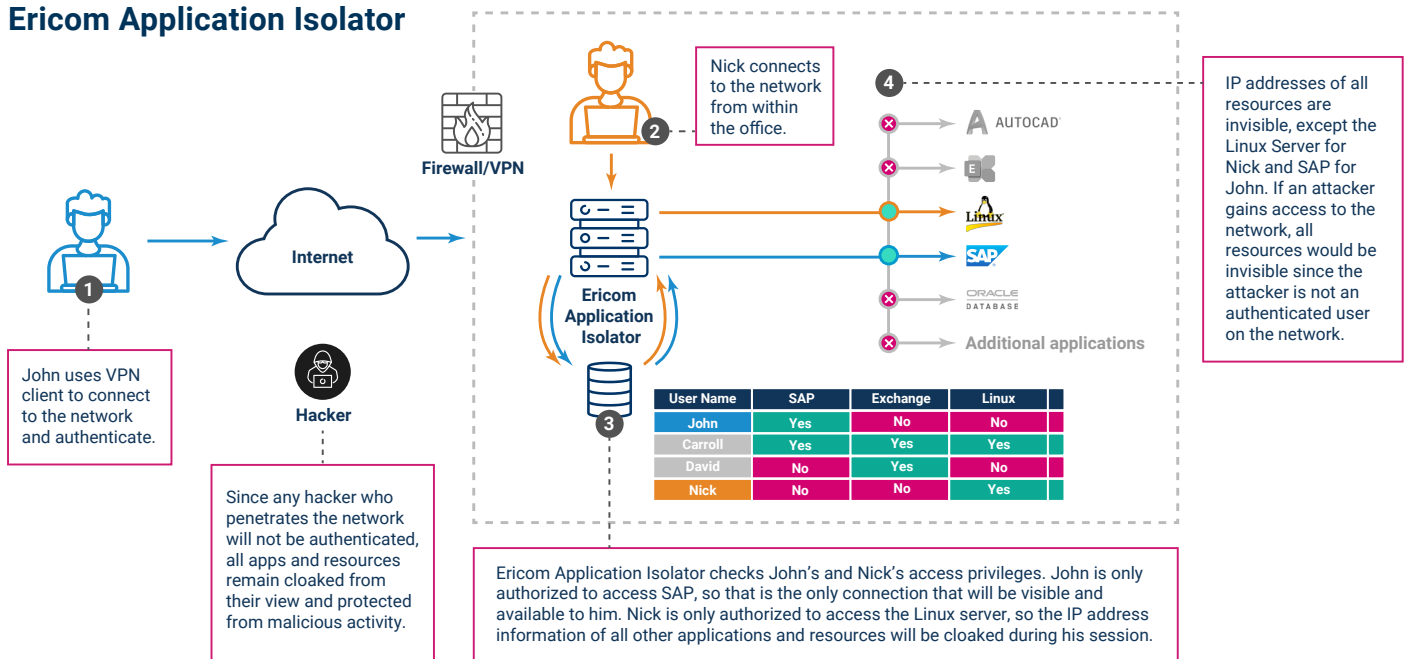 Ericom Application Isolator
Firewall/VPN
2
Nick connects
to the network
from within
the office.
4
IP addresses of all
resources are
invisible, except the
Linux Server for
Nick and SAP for
John. If an attacker
gains access to the
network, all
resources would be
invisible since the
attacker is not an
authenticated user
on the network.
AUTOCAD
E
Linux
SAP
ORACLE
DATABASE
Additional applications
Internet
1
John uses VPN
client to connect
to the network
and authenticate.
Hacker
Since any hacker who
penetrates the network
will not be authenticated,
all apps and resources
remain cloaked from
their view and protected
from malicious activity.
Ericom
Application
Isolator
3
User Name SAP Exchange Linux
John Yes No No
Carroll Yes Yes Yes
David No Yes No
Nick No No Yes
Ericom Application Isolator checks John’s and Nick’s access privileges. John is only
authorized to access SAP, so that is the only connection that will be visible and
available to him. Nick is only authorized to access the Linux server, so the IP address
information of all other applications and resources will be cloaked during his session.